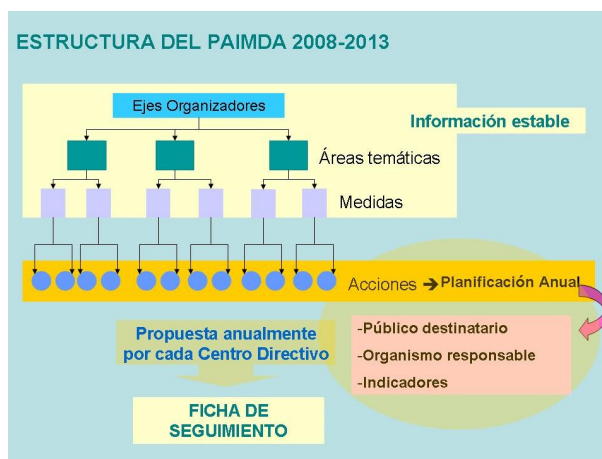 ESTRUCTURA DEL PAIMDA 2008-2013
Ejes Organizadores
Información estable
Áreas temáticas
Medidas
Acciones ➔ Planificación Anual
Propuesta anualmente
por cada Centro Directivo
-Público destinatario
-Organismo responsable
-Indicadores
FICHA DE
SEGUIMIENTO